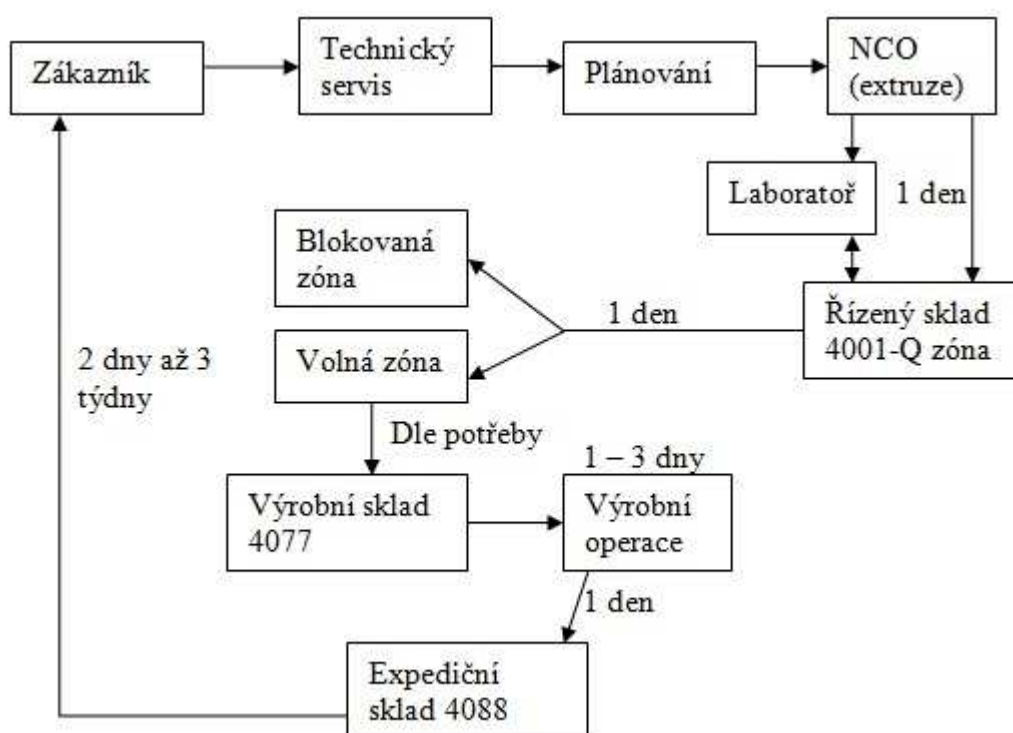 Zákazník
Technický
servis
Plánování
NCO
(extruze)
Laboratoř
1 den
Blokovaná
zóna
1 den
Řízený sklad
4001-Q zóna
2 dny až 3
týdny
Volná zóna
Dle potřeby
1 – 3 dny
Výrobní sklad
4077
Výrobní
operace
1 den
Expediční
sklad 4088